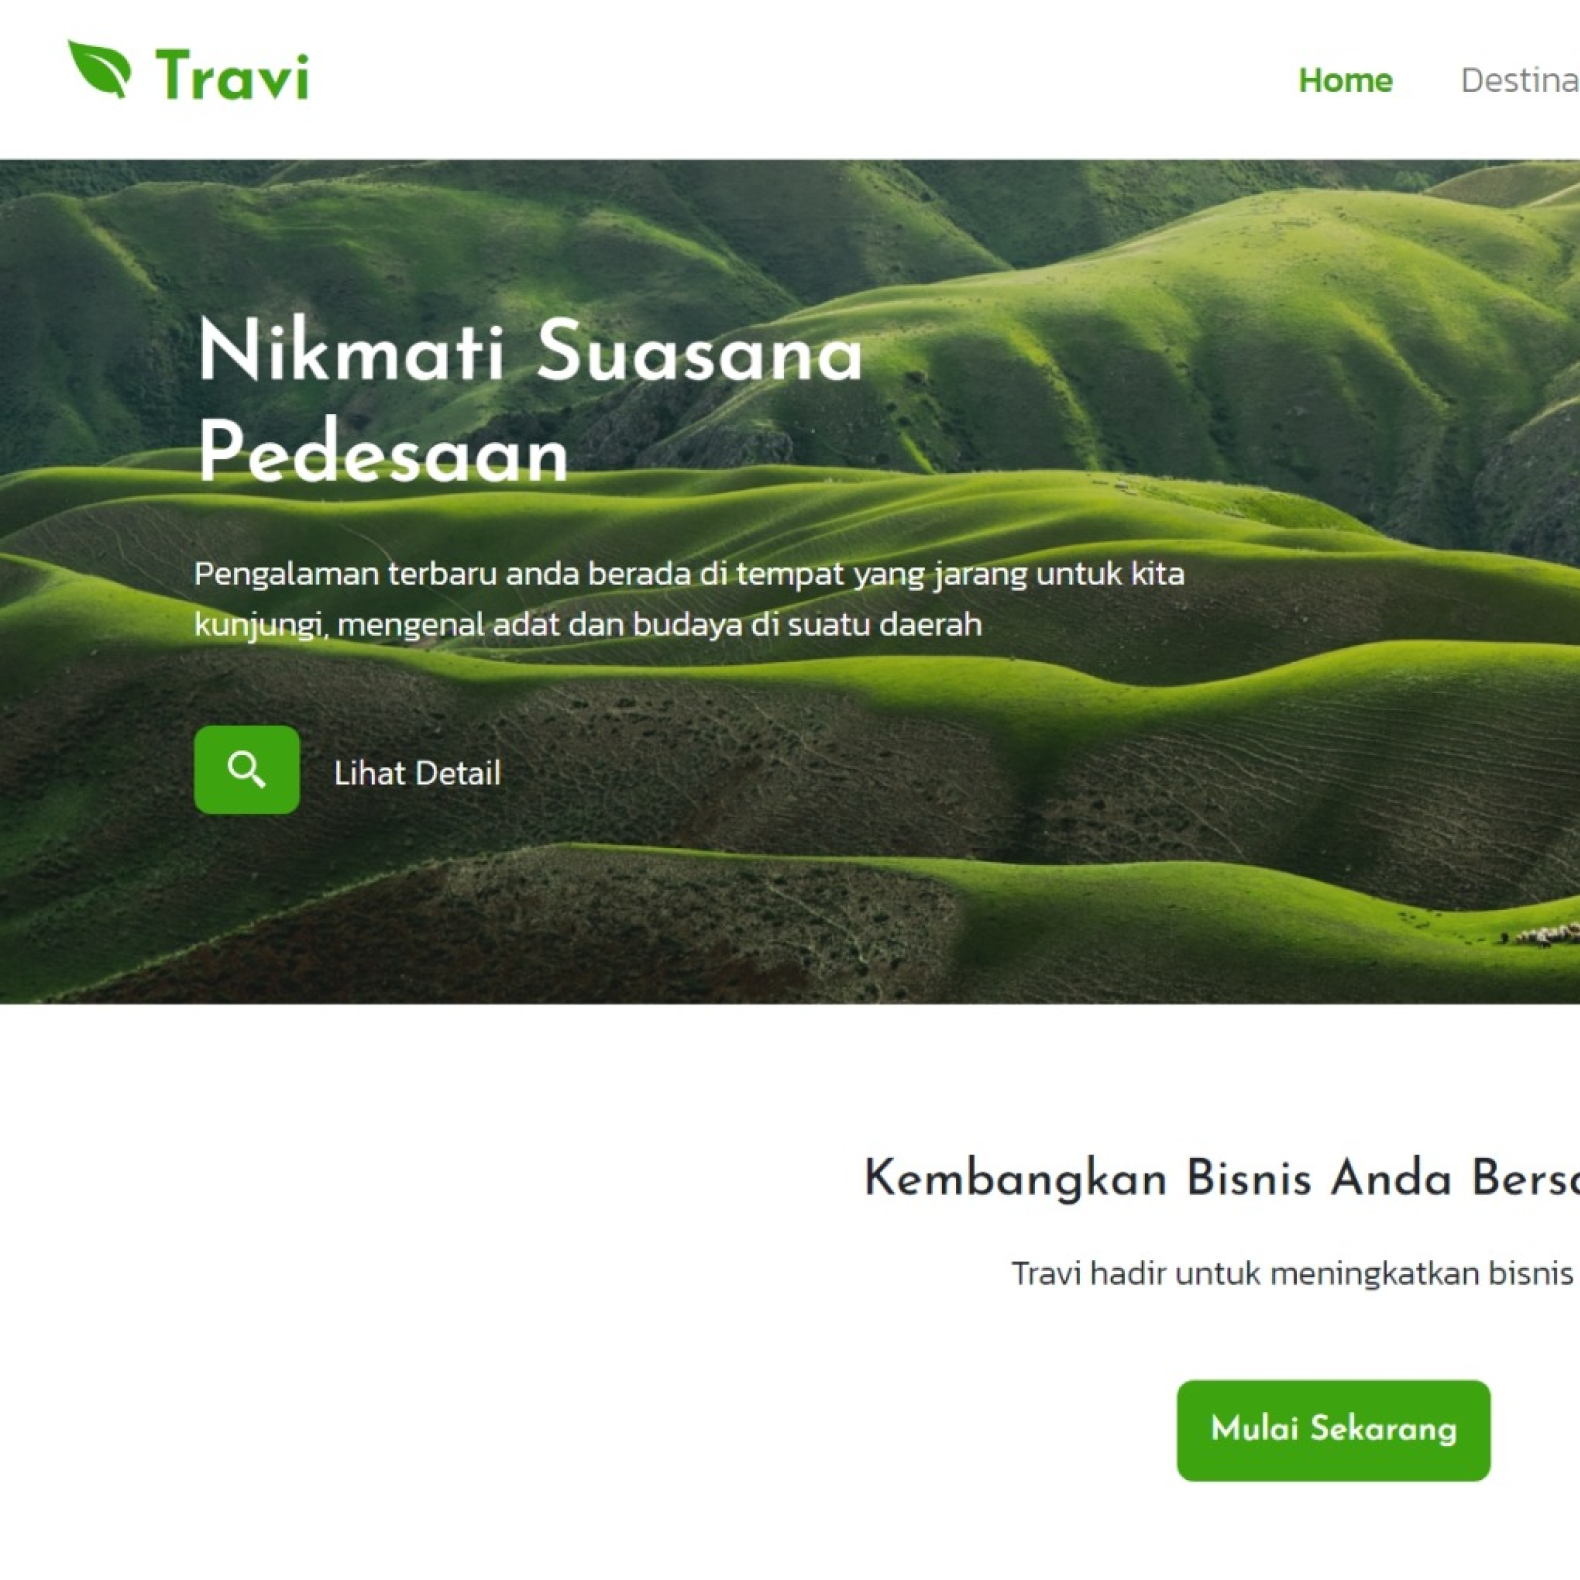 Travi
Home Destina
Nikmati Suasana
Pedesaan
Pengalaman terbaru anda berada di tempat yang jarang untuk kita
kunjungi, mengenal adat dan budaya di suatu daerah
Lihat Detail
Kembangkan Bisnis Anda Bersa
Travi hadir untuk meningkatkan bisnis
Mulai Sekarang